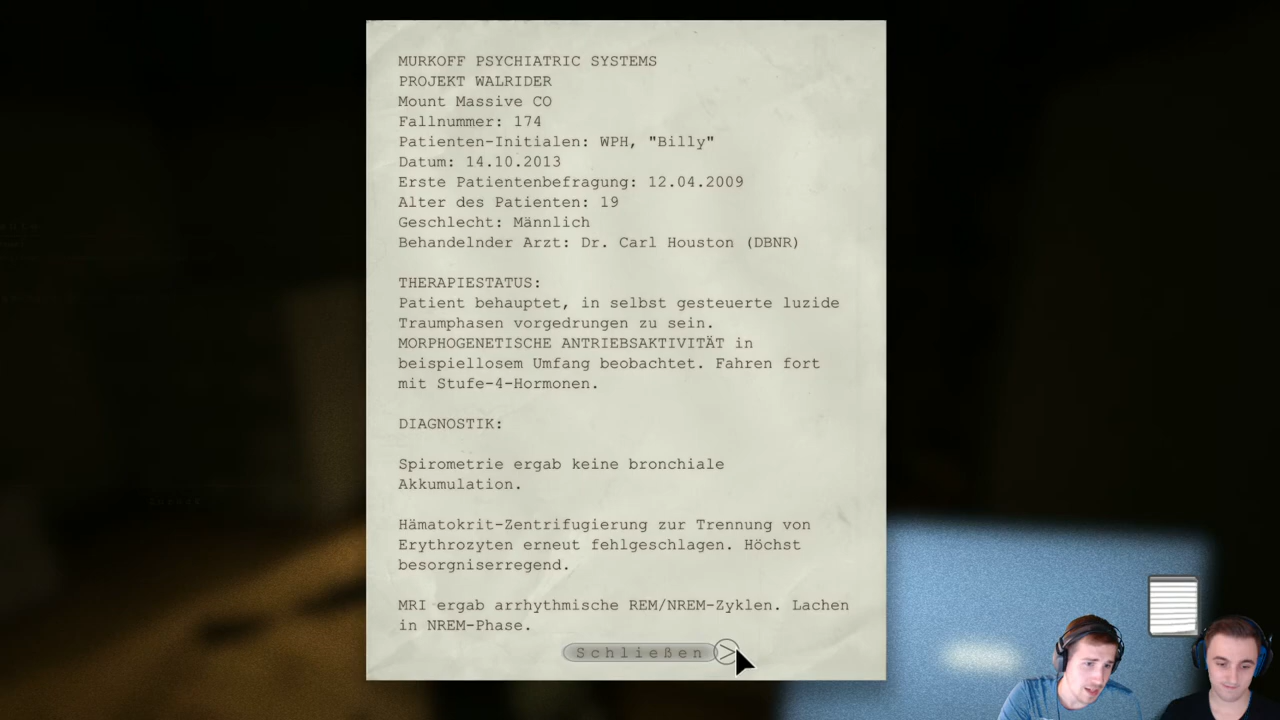 MURKOFF PSYCHIATRIC SYSTEMS
PROJEKT WALRIDER
Mount Massive CO
Fallnummer: 174
Patienten-Initialen: WPH, "Billy"
Datum: 14.10.2013
Erste Patientenbefragung: 12.04.2009
Alter des Patienten: 19
Geschlecht: Männlich
Behandelnder Arzt: Dr. Carl Houston (DBNR)
THERAPIESTATUS:
Patient behauptet, in selbst gesteuerte luzide
Traumphasen vorgedrungen zu sein.
MORPHOGENETISCHE ANTRIEBSAKTIVITÄT in
beispiellosem Umfang beobachtet. Fahren fort
mit Stufe-4-Hormonen.
DIAGNOSTIK:
Spirometrie ergab keine bronchiale
Akkumulation.
Hämatokrit-Zentrifugierung zur Trennung von
Erythrozyten erneut fehlgeschlagen. Höchst
besorgniserregend.
MRI ergab arrhythmische REM/NREM-Zyklen. Lachen
in NREM-Phase.
Schließen >